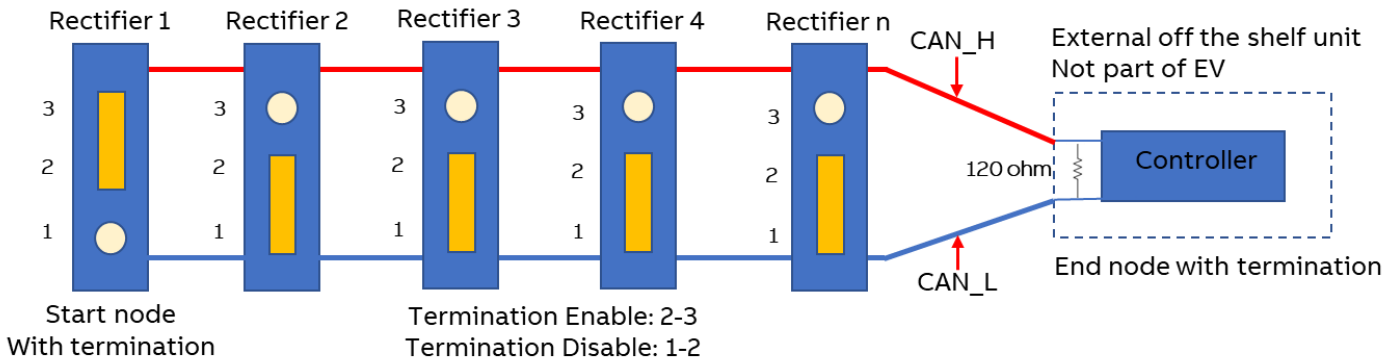 Rectifier 1
Rectifier 2
Rectifier 3
Rectifier 4
Rectifier n
CAN_H
External off the shelf unit
Not part of EV
3
2
1
3
2
1
3
2
1
3
2
1
3
2
1
120 ohm
Controller
CAN_L
End node with termination
Start node
With termination
Termination Enable: 2-3
Termination Disable: 1-2